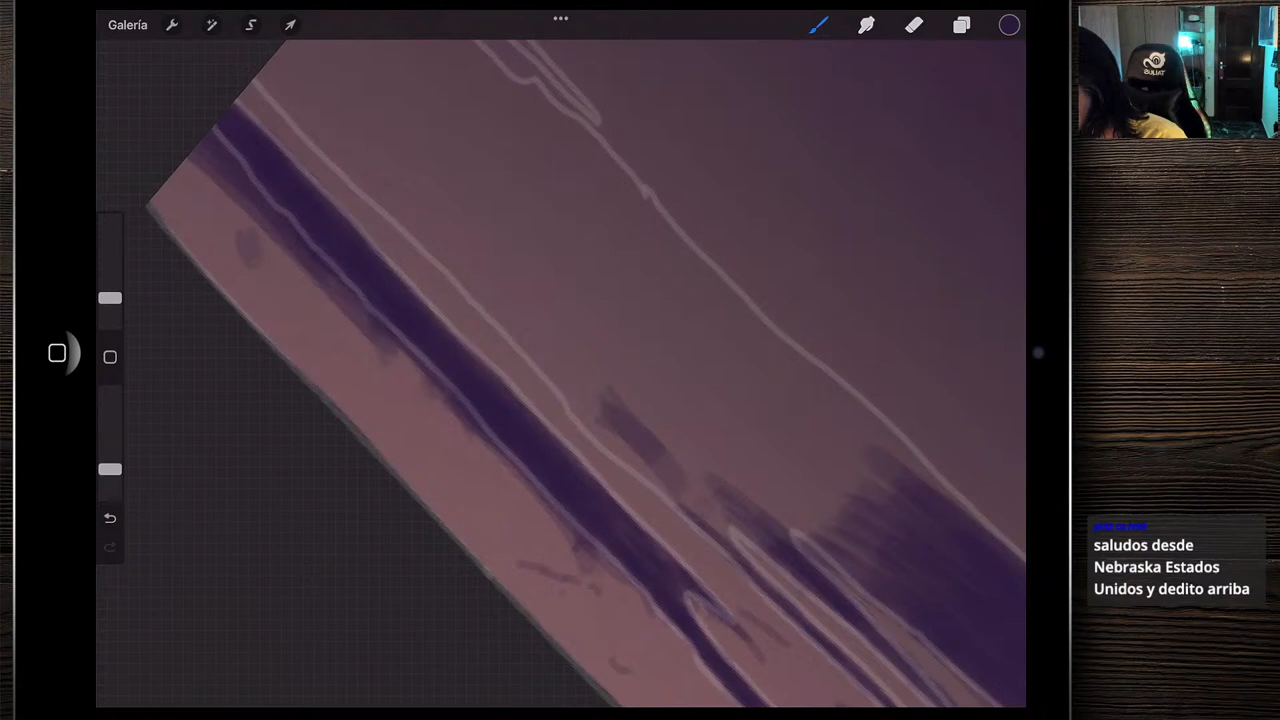 Galería
saludos desde
Nebraska Estados
Unidos y dedito arriba